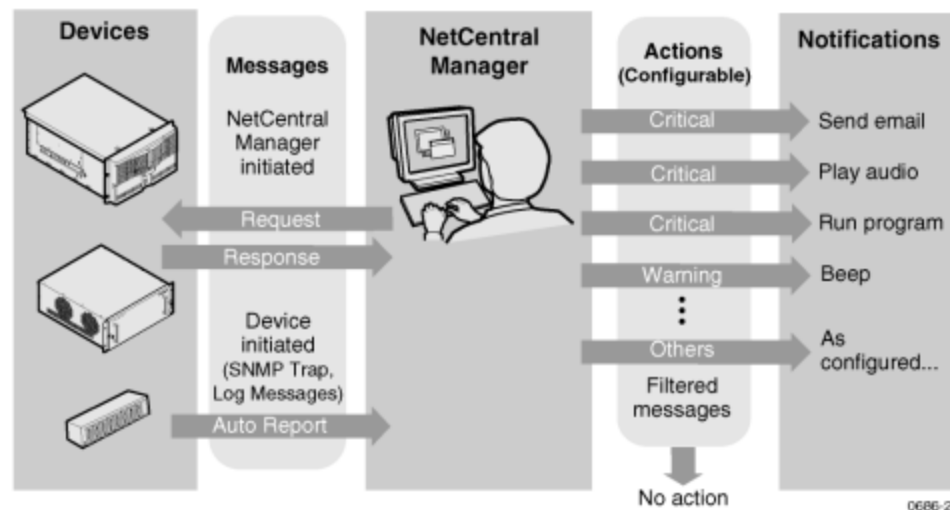 Devices
Messages
NetCentral
Manager
initiated
Request
Response
Device
initiated
(SNMP Trap,
Log Messages)
Auto Report
NetCentral
Manager
Actions
(Configurable)
Critical
Critical
Critical
Warning
Others
Filtered
messages
No action
Notifications
Send email
Play audio
Run program
Beep
As
configured...
0686-2